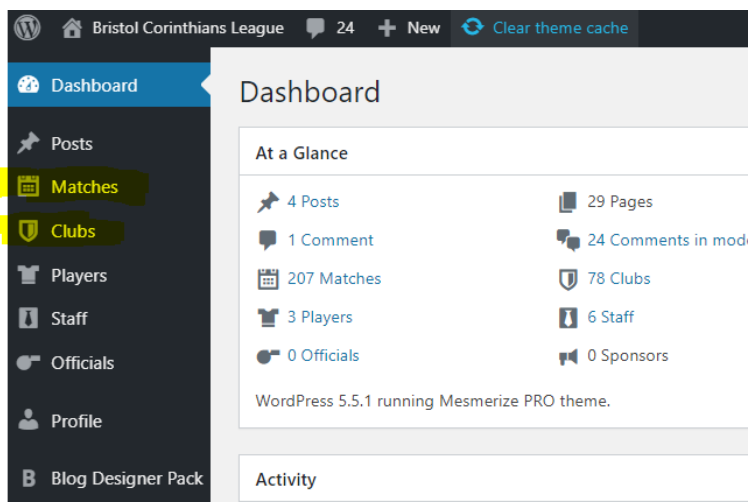 Bristol Corinthians League 24 New Clear theme cache
Dashboard
Posts
Matches
Clubs
Players
Staff
Officials
Profile
B Blog Designer Pack
Dashboard
At a Glance
4 Posts 29 Pages
1 Comment 24 Comments in mod
207 Matches 78 Clubs
3 Players 6 Staff
0 Officials 0 Sponsors
WordPress 5.5.1 running Mesmerize PRO theme.
Activity